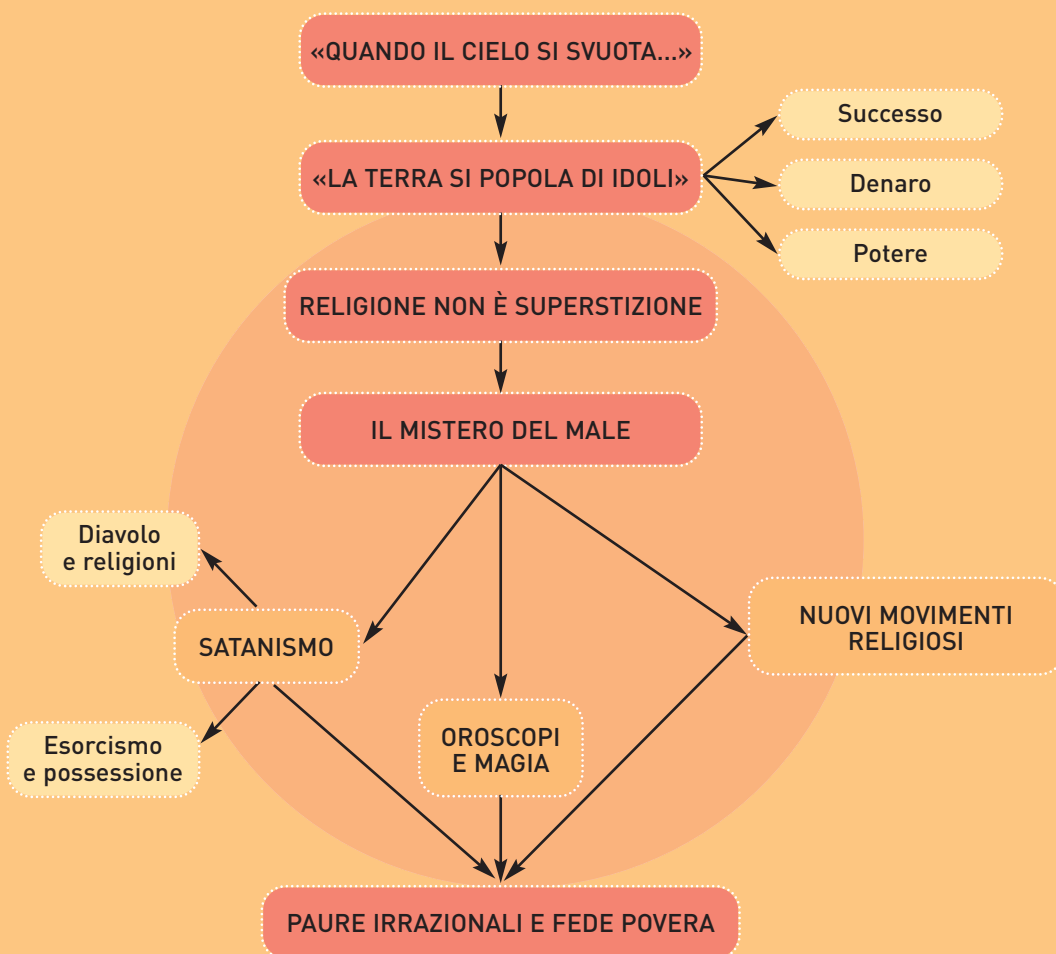 «QUANDO IL CIELO SI SVUOTA...»
Successo
«LA TERRA SI POPOLA DI IDOLI»
Denaro
Potere
RELIGIONE NON È SUPERSTIZIONE
IL MISTERO DEL MALE
Diavolo
e religioni
SATANISMO
NUOVI MOVIMENTI
RELIGIOSI
Esorcismo
e possessione
OROSCOPI
E MAGIA
PAURE IRRAZIONALI E FEDE POVERA